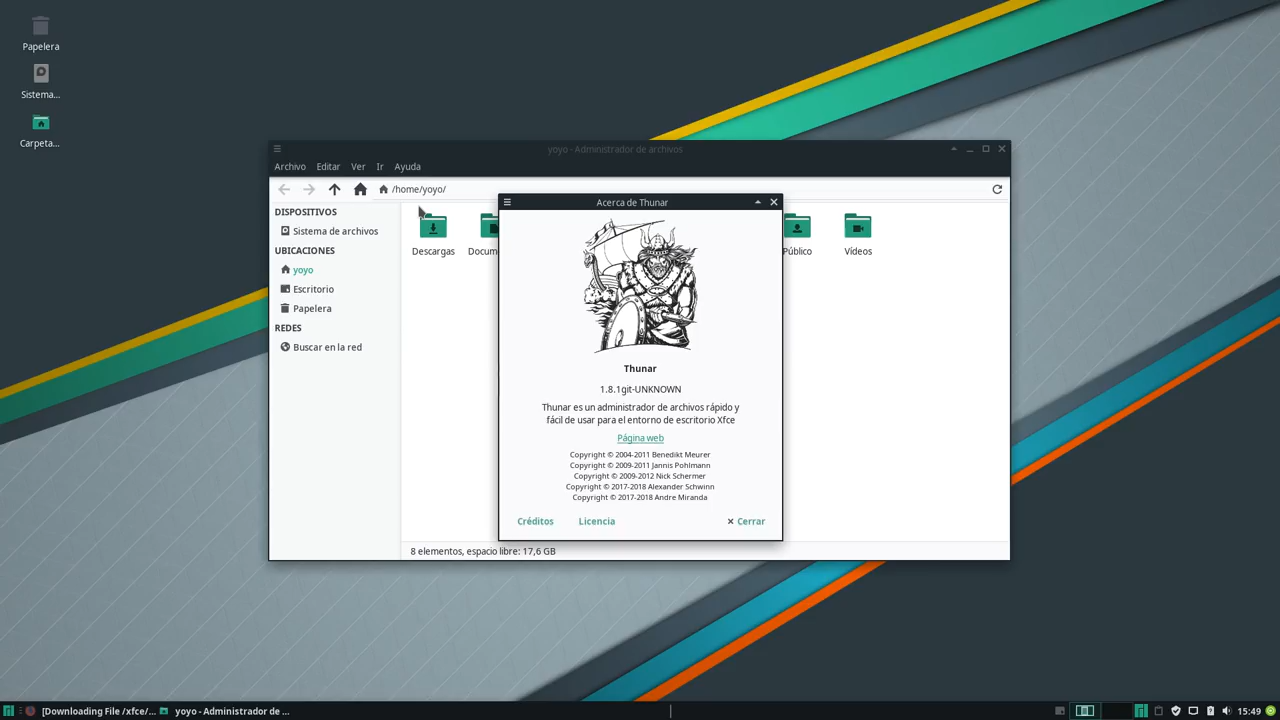 Papelera
Sistema...
Carpeta...
yoyo - Administrador de archivos
Archivo Editar Ver Ir Ayuda
/home/yoyo/
DISPOSITIVOS
Sistema de archivos
UBICACIONES
yoyo
Escritorio
Papelera
REDES
Buscar en la red
Descargas Docum Público Vídeos
Acerca de Thunar
Thunar
1.8.1git-UNKNOWN
Thunar es un administrador de archivos rápido y
fácil de usar para el entorno de escritorio Xfce
Página web
Copyright © 2004-2011 Benedikt Meurer
Copyright © 2009-2011 Jannis Pohlmann
Copyright © 2009-2012 Nick Schermer
Copyright © 2017-2018 Alexander Schwinn
Copyright © 2017-2018 Andre Miranda
Créditos Licencia Cerrar
8 elementos, espacio libre: 17,6 GB
[Downloading File /xfce/... yoyo - Administrador de ... 15:49